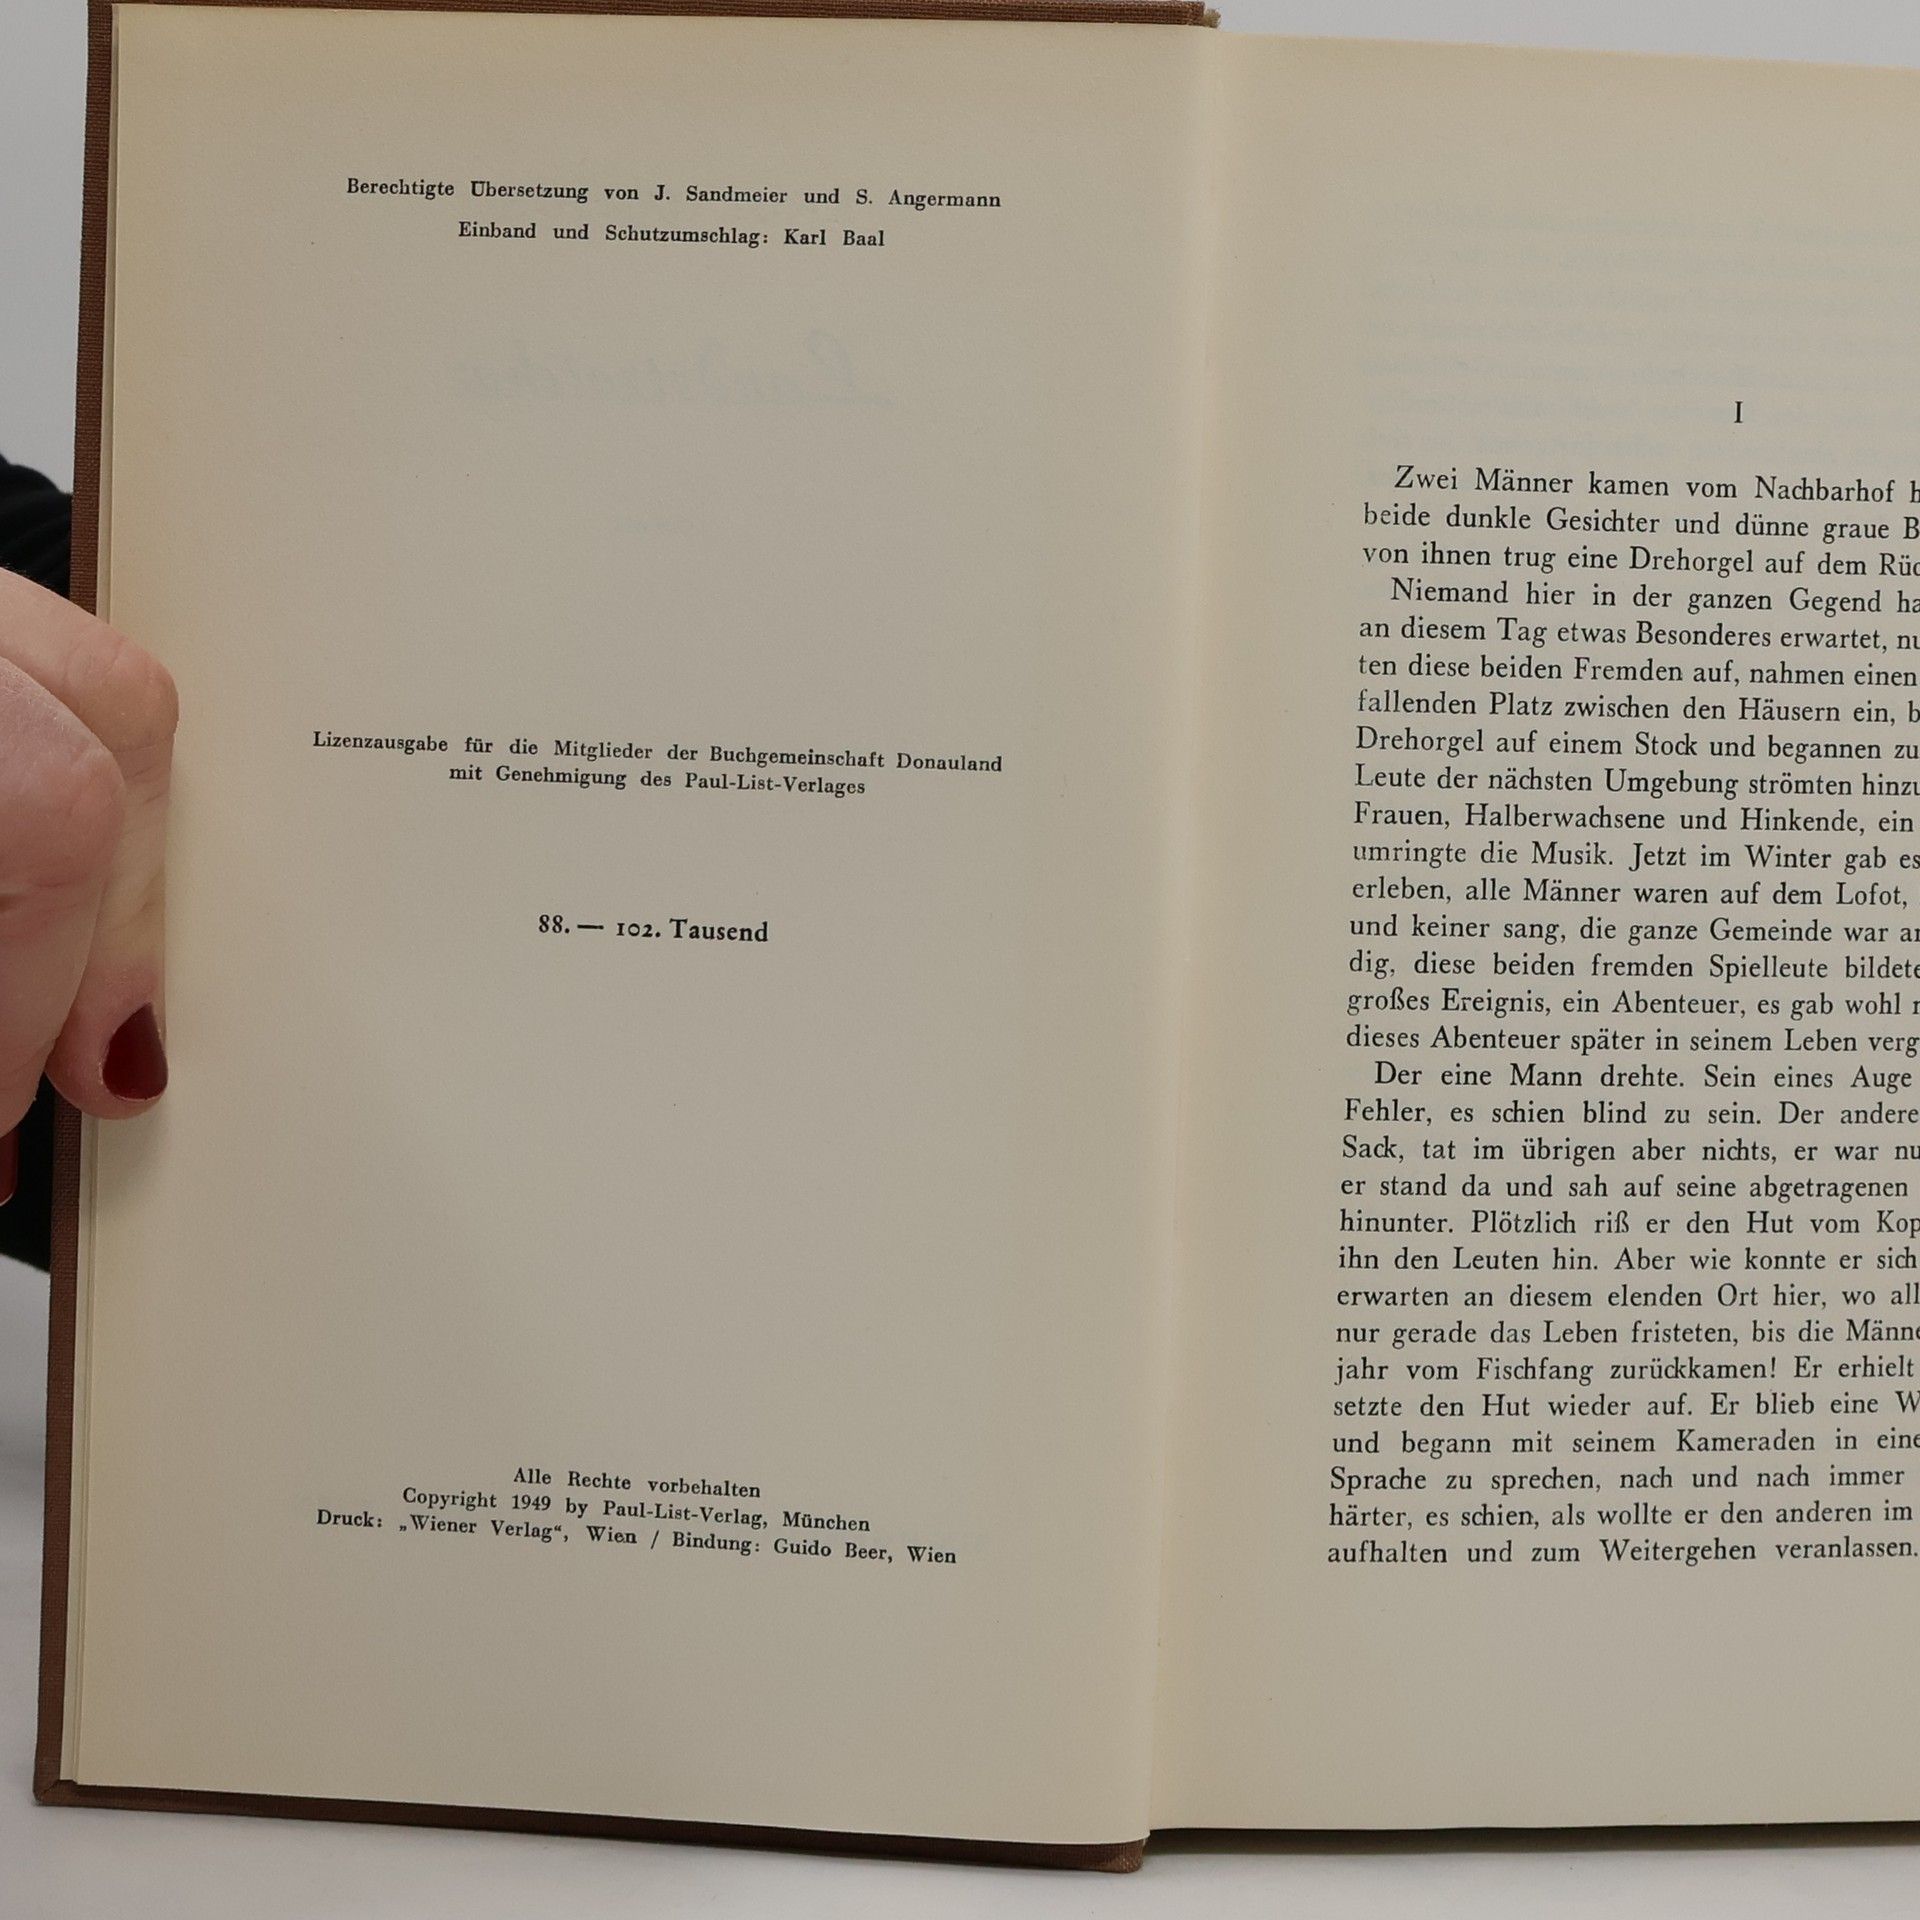 Berechtigte Übersetzung von J. Sandmeier und S. Angermann
Einband und Schutzumschlag: Karl Baal
Lizenzausgabe für die Mitglieder der Buchgemeinschaft Donauland
mit Genehmigung des Paul-List-Verlages
88. — 102. Tausend
Alle Rechte vorbehalten
Copyright 1949 by Paul-List-Verlag, München
Druck: „Wiener Verlag“, Wien / Bindung: Guido Beer, Wien
I
Zwei Männer kamen vom Nachbarhof
beide dunkle Gesichter und dünne graue
von ihnen trug eine Drehorgel auf dem
Niemand hier in der ganzen Gegend
an diesem Tag etwas Besonderes erwartet,
ten diese beiden Fremden auf, nahmen einen
fallenden Platz zwischen den Häusern ein,
Drehorgel auf einem Stock und begannen zu
Leute der nächsten Umgebung strömten
Frauen, Halberwachsene und Hinkende, ein
umringte die Musik. Jetzt im Winter gab
erleben, alle Männer waren auf dem Lofot,
und keiner sang, die ganze Gemeinde war
dig, diese beiden fremden Spielleute
großes Ereignis, ein Abenteuer, es gab wohl
dieses Abenteuer später in seinem Leben
Der eine Mann drehte. Sein eines Auge
Fehler, es schien blind zu sein. Der andere
Sack, tat im übrigen aber nichts, er war
er stand da und sah auf seine abgetragenen
hinunter. Plötzlich riß er den Hut vom
ihn den Leuten hin. Aber wie konnte er sich
erwarten an diesem elenden Ort hier, wo
nur gerade das Leben fristeten, bis die
jahr vom Fischfang zurückkamen! Er erhielt
setzte den Hut wieder auf. Er blieb eine
und begann mit seinem Kameraden in
Sprache zu sprechen, nach und nach immer
härter, es schien, als wollte er den anderen im
aufhalten und zum Weitergehen veranlassen.